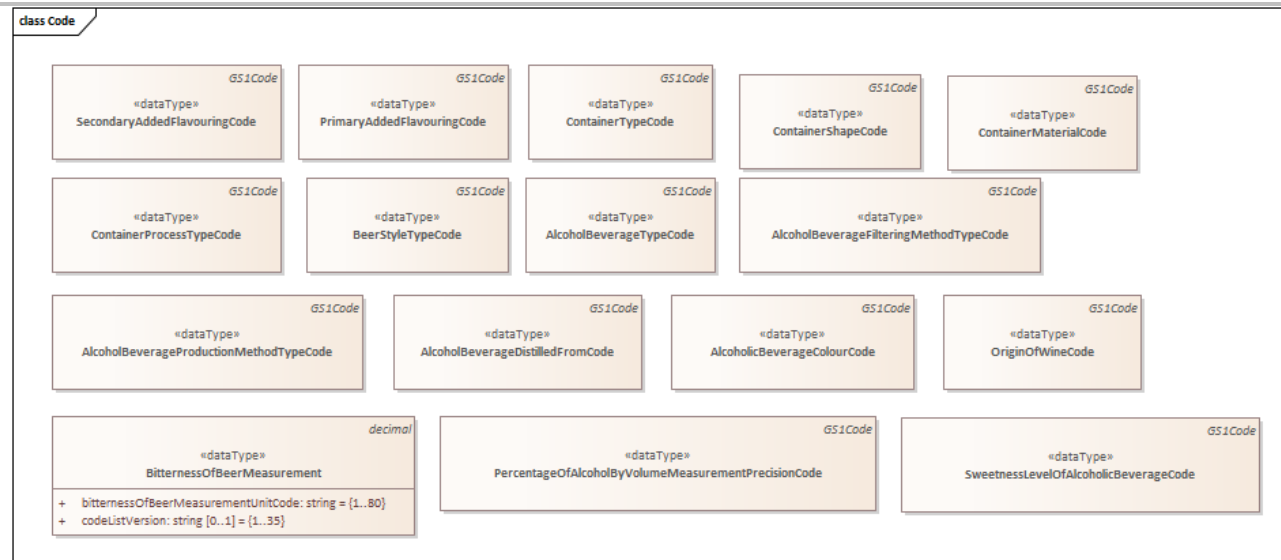 class Code
GS1Code
«dataType»
SecondaryAddedFlavouringCode
GS1Code
«dataType»
PrimaryAddedFlavouringCode
GS1Code
«dataType»
ContainerTypeCode
GS1Code
«dataType»
ContainerShapeCode
GS1Code
«dataType»
ContainerMaterialCode
GS1Code
«dataType»
ContainerProcessTypeCode
GS1Code
«dataType»
BeerStyleTypeCode
GS1Code
«dataType»
AlcoholBeverageTypeCode
GS1Code
«dataType»
AlcoholBeverageFilteringMethodTypeCode
GS1Code
«dataType»
AlcoholBeverageProductionMethodTypeCode
GS1Code
«dataType»
AlcoholBeverageDistilledFromCode
GS1Code
«dataType»
AlcoholicBeverageColourCode
GS1Code
«dataType»
OriginOfWineCode
decimal
«dataType»
BitternessOfBeerMeasurement
+ bitternessOfBeerMeasurementUnitCode: string = {1..80}
+ codeListVersion: string [0..1] = {1..35}
GS1Code
«dataType»
PercentageOfAlcoholByVolumeMeasurementPrecisionCode
GS1Code
«dataType»
SweetnessLevelOfAlcoholicBeverageCode